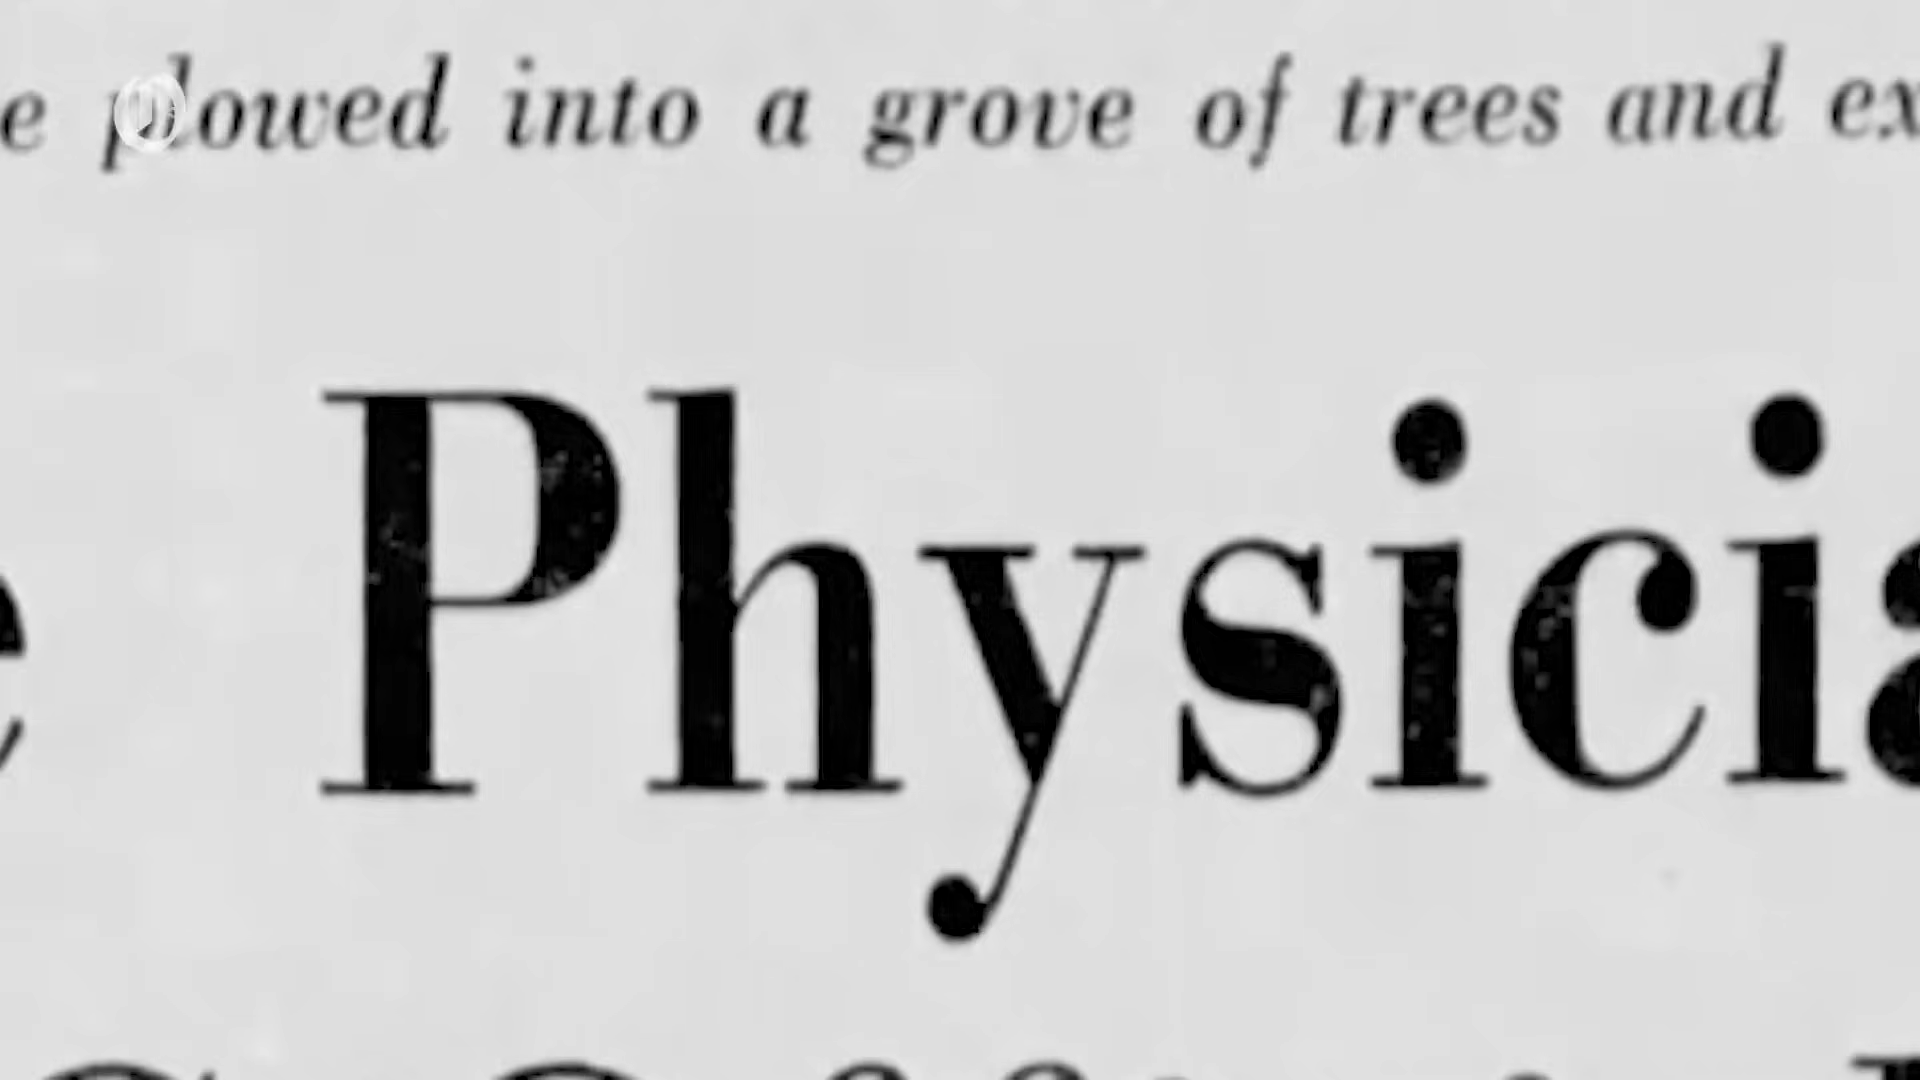 e plowed into a grove of trees and ex
e Physicia